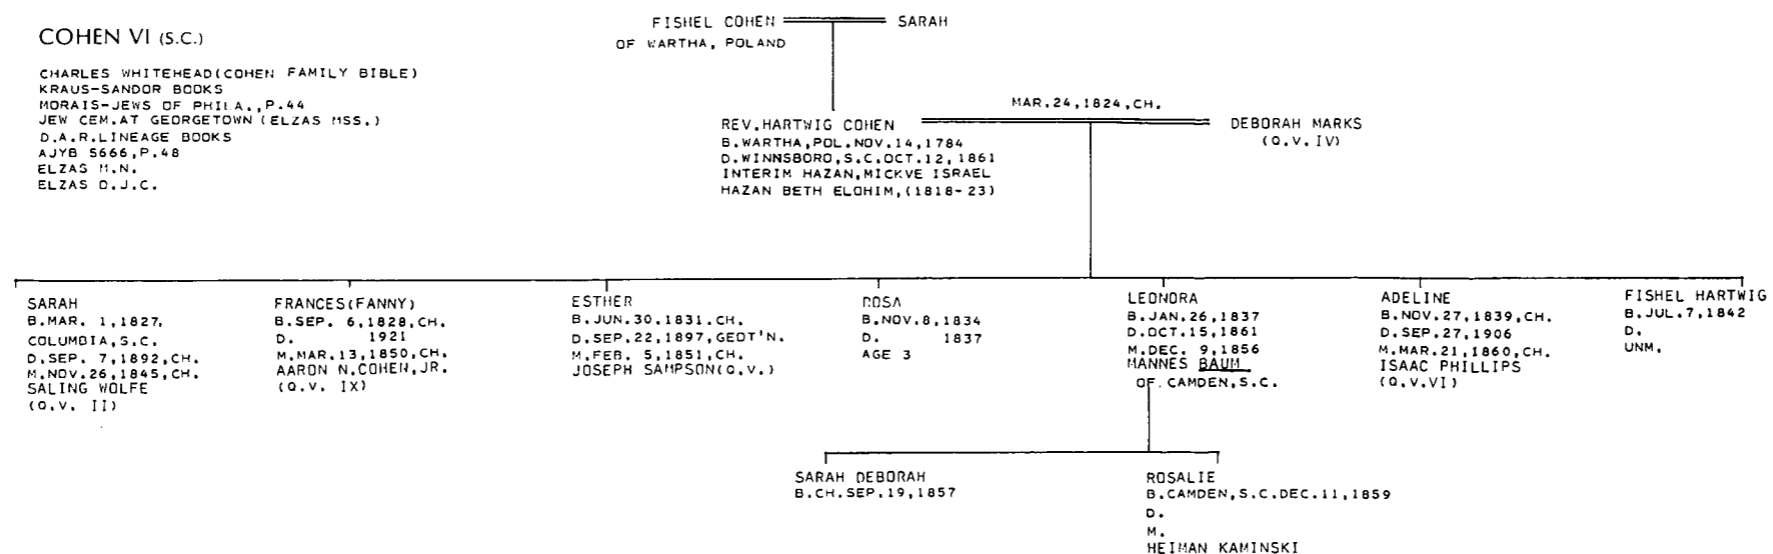 COHEN VI (S.C.)
CHARLES WHITEHEAD(COHEN FAMILY BIBLE)
KRAUS-SANDOR BOOKS
MORAIS-JEWS OF PHILA.,P.44
JEW CEM.AT GEORGETOWN(ELZAS MSS.)
D.A.R.LINEAGE BOOKS
AJYB 5666,P.48
ELZAS M.N.
ELZAS O.J.C.
FISHEL COHEN SARAH
OF WARTHA, POLAND
MAR.24,1824,CH.
REV.HARTWIG COHEN
B.WARTHA,POL.NOV.14,1784
D.WINNSBORO,S.C.OCT.12,1861
INTERIM HAZAN,MICKVE ISRAEL
HAZAN BETH ELOHIM,(1818-23)
DEBORAH MARKS
(Q.V.IV)
SARAH
B.MAR. 1,1827,
COLUMBIA,S.C.
D.SEP. 7,1892,CH.
M.NOV.26,1845,CH.
SALING WOLFE
(Q.V. II)
FRANCES(FANNY)
B.SEP. 6,1828,CH.
D. 1921
M.MAR.13,1850,CH.
AARON N.COHEN,JR.
(Q.V. IX)
ESTHER
B.JUN.30,1831.CH.
D.SEP.22,1897,GEOT'N.
M.FEB. 5,1851,CH.
JOSEPH SAMPSON(Q.V.)
ROSA
B.NOV.8,1834
D. 1837
AGE 3
LEONORA
B.JAN.26,1837
D.OCT.15,1861
M.DEC. 9,1856
MANNES BAUM
OF.CAMDEN,S.C.
ADELINE
B.NOV.27,1839,CH.
D.SEP.27,1906
M.MAR.21,1860,CH.
ISAAC PHILLIPS
(Q.V.VI)
FISHEL HARTWIG
B.JUL.7,1842
D.
UNM.
SARAH DEBORAH
B.CH.SEP.19,1857
ROSALIE
B.CAMDEN,S.C.DEC.11,1859
D.
M.
HEIMAN KAMINSKI